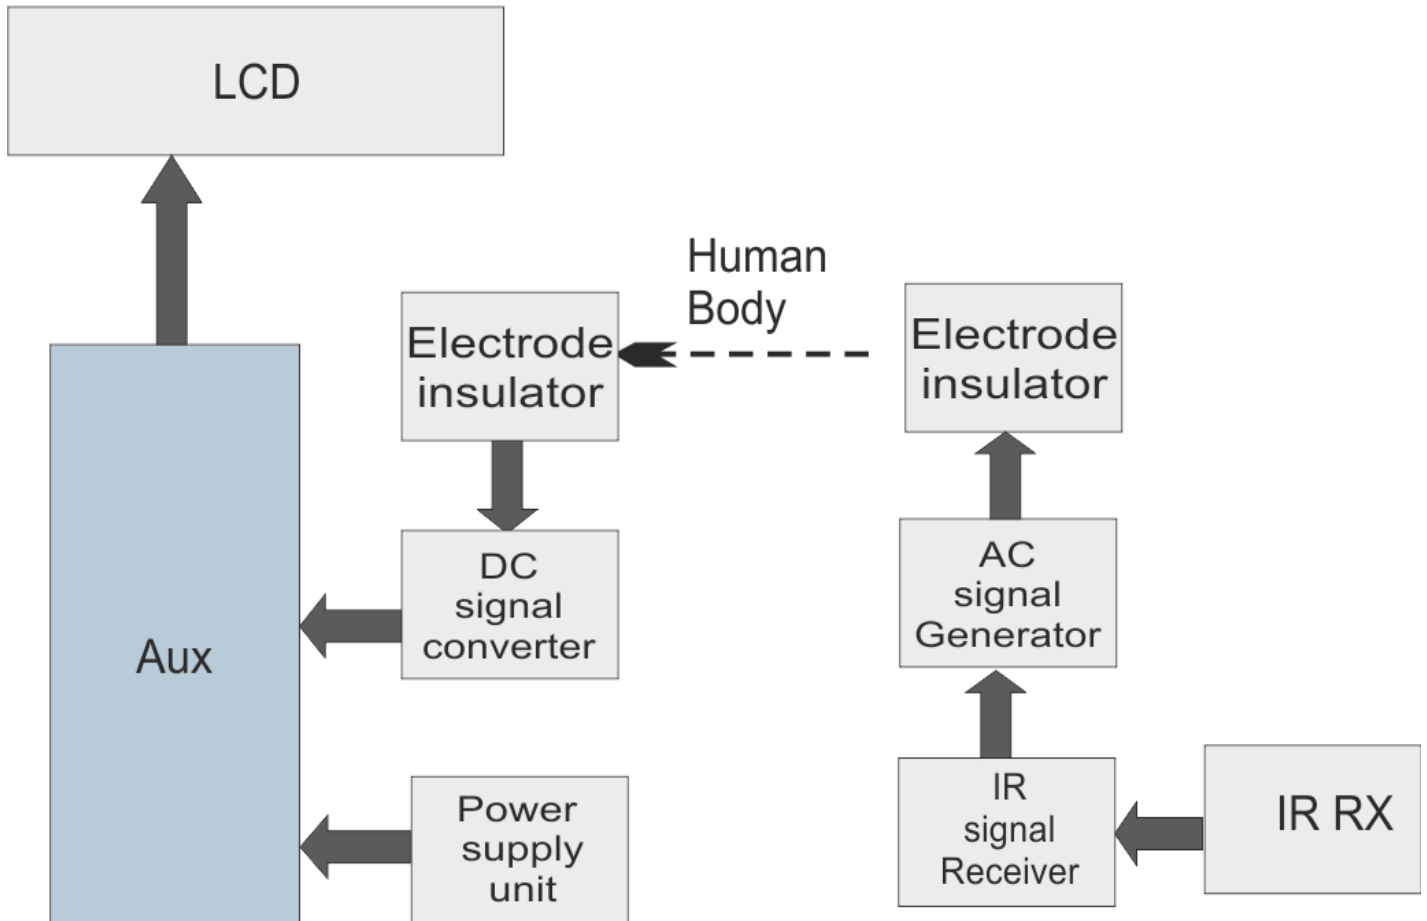 LCD
Human
Body
Electrode
insulator
Electrode
insulator
DC
signal
converter
AC
signal
Generator
Aux
Power
supply
unit
IR
signal
Receiver
IR RX